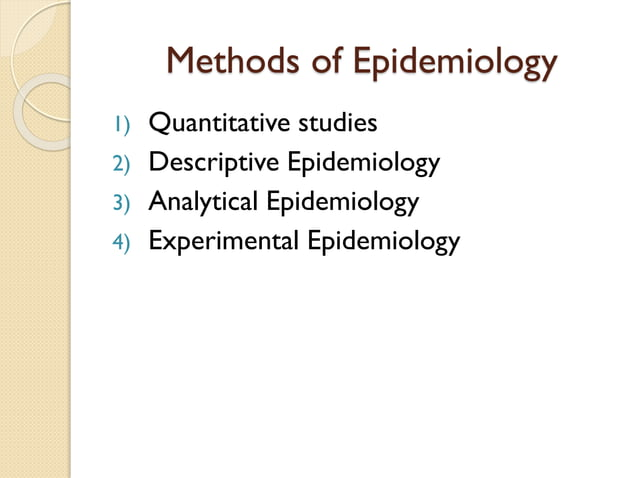 Methods of Epidemiology
1) Quantitative studies
2) Descriptive Epidemiology
3) Analytical Epidemiology
4) Experimental Epidemiology